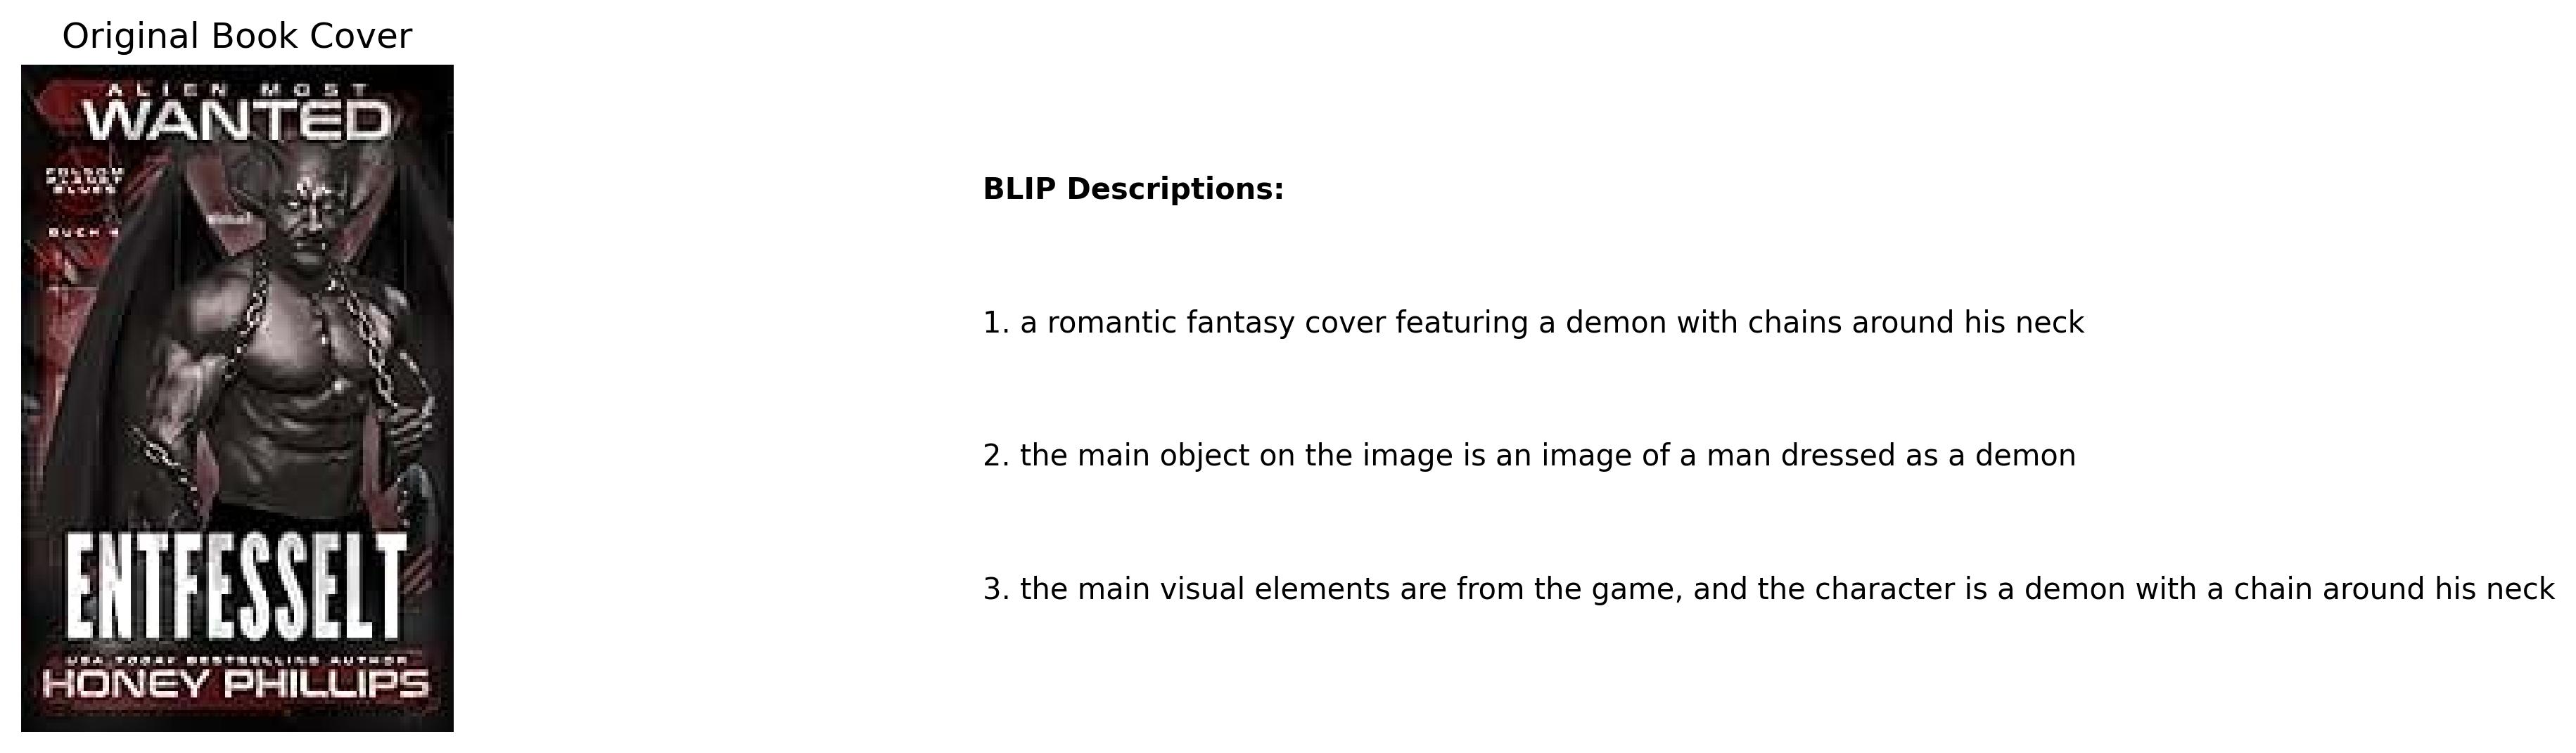 Original Book Cover
ALIEN MOST
WANTED
FOLSOM
PLANET
BLUES
BUCH 4
ENTFESSELT
USA TODAY BESTSELLING AUTHOR
HONEY PHILLIPS
BLIP Descriptions:
1. a romantic fantasy cover featuring a demon with chains around his neck
2. the main object on the image is an image of a man dressed as a demon
3. the main visual elements are from the game, and the character is a demon with a chain around his neck